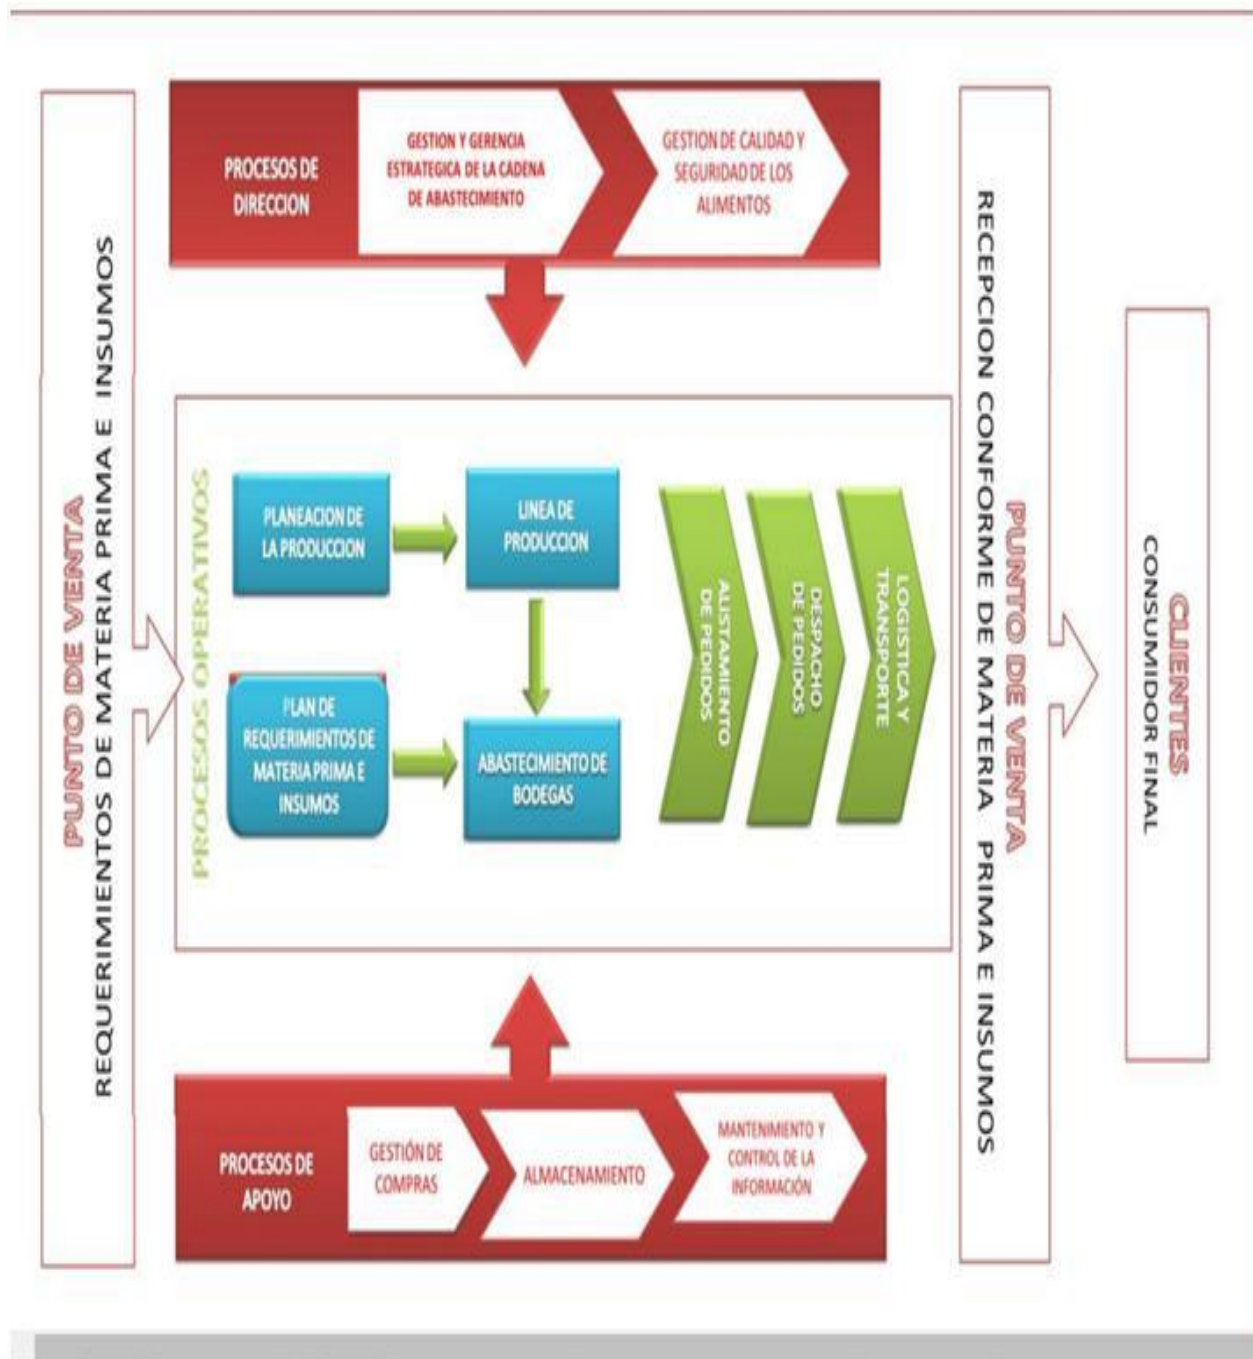 PUNTO DE VENTA
REQUERIMIENTOS DE MATERIA PRIMA E INSUMOS
PROCESOS DE
DIRECCION
GESTION Y GERENCIA
ESTRATEGICA DE LA CADENA
DE ABASTECIMIENTO
GESTION DE CALIDAD Y
SEGURIDAD DE LOS
ALIMENTOS
PROCESOS OPERATIVOS
PLANEACION DE
LA PRODUCCION
LINEA DE
PRODUCCION
PLAN DE
REQUERIMIENTOS DE
MATERIA PRIMA E
INSUMOS
ABASTECIMIENTO DE
BODEGAS
ALISTAMIENTO
DE PEDIDOS
DESPACHO
DE PEDIDOS
LOGISTICA Y
TRANSPORTE
PROCESOS DE
APOYO
GESTIÓN DE
COMPRAS
ALMACENAMIENTO
MANTENIMIENTO Y
CONTROL DE LA
INFORMACIÓN
PUNTO DE VENTA
RECEPCION CONFORME DE MATERIA PRIMA E INSUMOS
CLIENTES
CONSUMIDOR FINAL